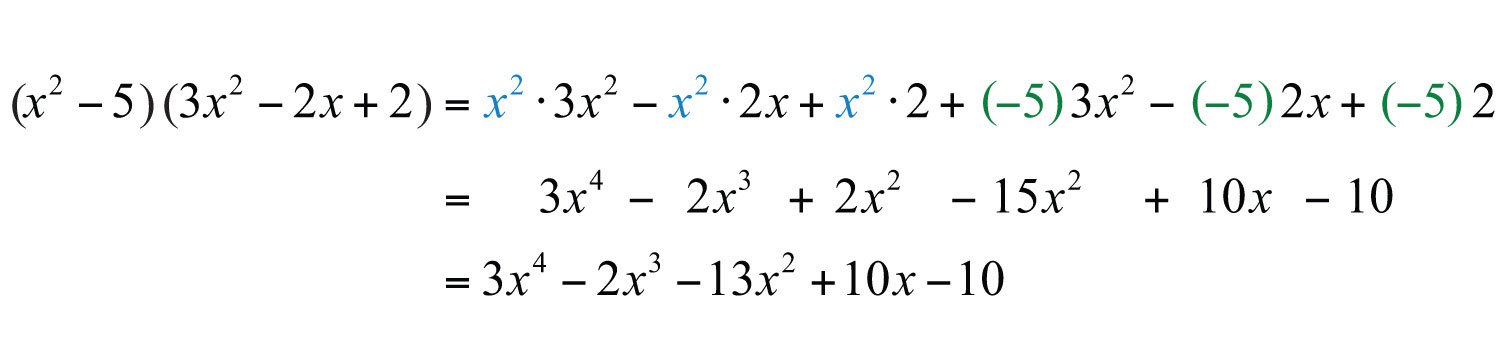 (x² − 5)(3x² − 2x + 2) = x² · 3x² − x² · 2x + x² · 2 + (−5)3x² − (−5)2x + (−5)2
= 3x⁴ − 2x³ + 2x² − 15x² + 10x − 10
= 3x⁴ − 2x³ − 13x² + 10x − 10